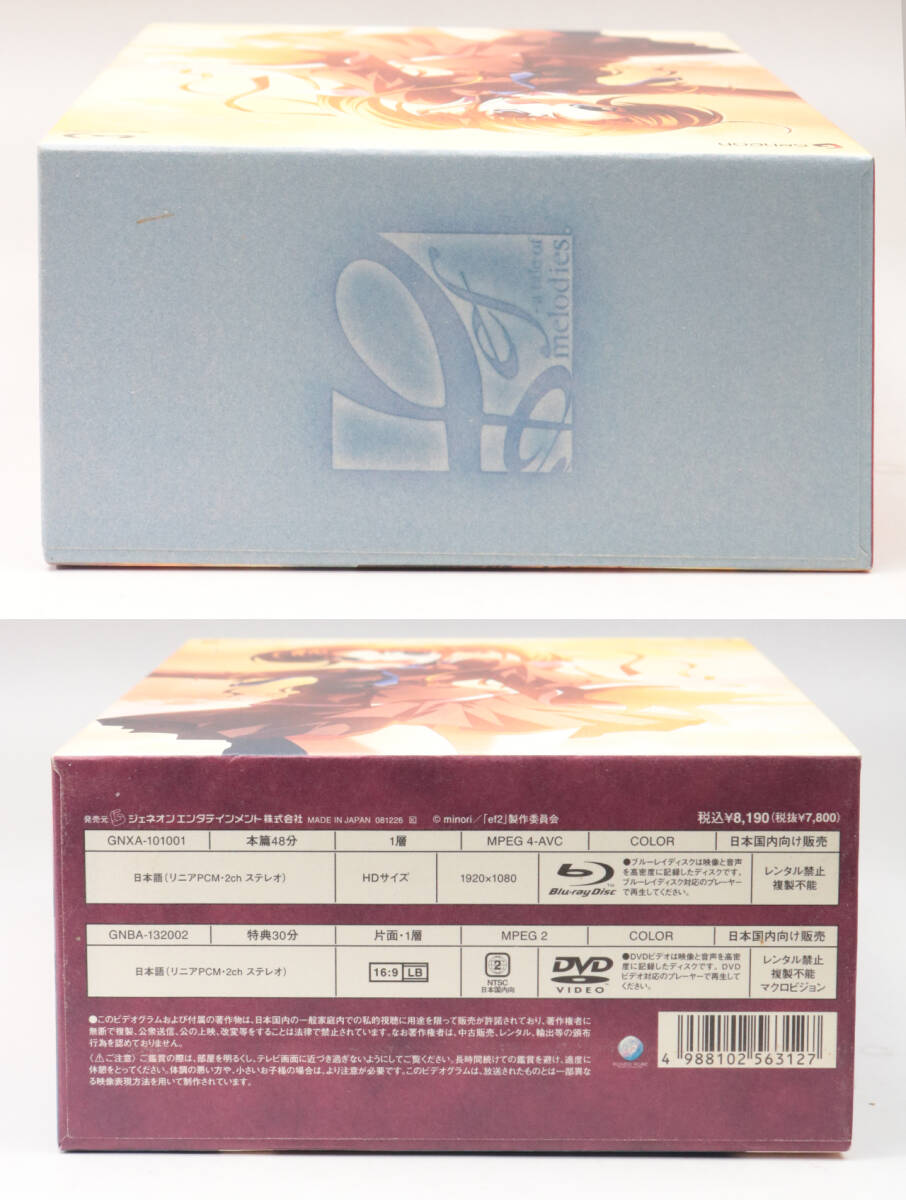 geneon
ef
- a tale of
melodies.
発売元 ジェネオン エンタテインメント株式会社 MADE IN JAPAN 081226 © minori/「ef2」製作委員会 税込¥8,190(税抜¥7,800)
GNXA-101001 本篇48分 1層 MPEG 4-AVC COLOR 日本国内向け販売
日本語(リニアPCM・2ch ステレオ) HDサイズ 1920×1080 Blu-ray Disc
●ブルーレイディスクは映像と音声
を高密度に記録したディスクです。
ブルーレイディスク対応のプレーヤー
で再生してください。
レンタル禁止
複製不能
GNBA-132002 特典30分 片面・1層 MPEG 2 COLOR 日本国内向け販売
日本語(リニアPCM・2ch ステレオ) 16:9 LB
2
NTSC
日本国内向
DVD
VIDEO
●DVDビデオは映像と音声を高密
度に記録したディスクです。DVD
ビデオ対応のプレーヤーで再生して
ください。
レンタル禁止
複製不能
マクロビジョン
●このビデオグラムおよび付属の著作物は、日本国内の一般家庭内での私的視聴に用途を限って販売が許諾されており、著作権者に
無断で複製、公衆送信、公の上映、改変等をすることは法律で禁止されています。なお著作権者は、中古販売、レンタル、輸出等の頒布
行為を認めておりません。
〈⚠ご注意〉ご鑑賞の際は、部屋を明るくし、テレビ画面に近づき過ぎないようにしてご覧ください。長時間続けての鑑賞を避け、適度に
休憩をとってください。体調の悪い方や、小さいお子様の場合は、より注意が必要です。このビデオグラムは、放送されたものとは一部異な
る映像表現方法を用いて制作されています。
4 988102 563127